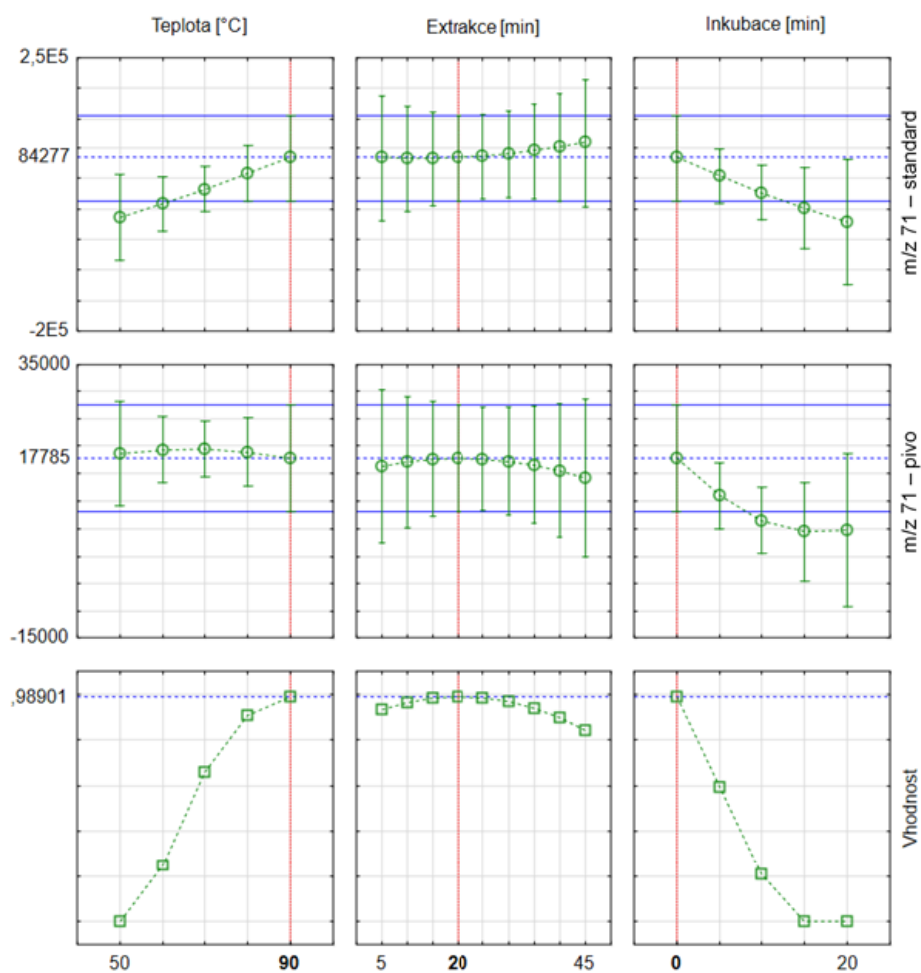 Teplota [°C] Extrakce [min] Inkubace [min]
2,5E5
84277
-2E5
m/z 71 – standard
35000
17785
-15000
m/z 71 – pivo
,98901
Vhodnost
50 90 5 20 45 0 20